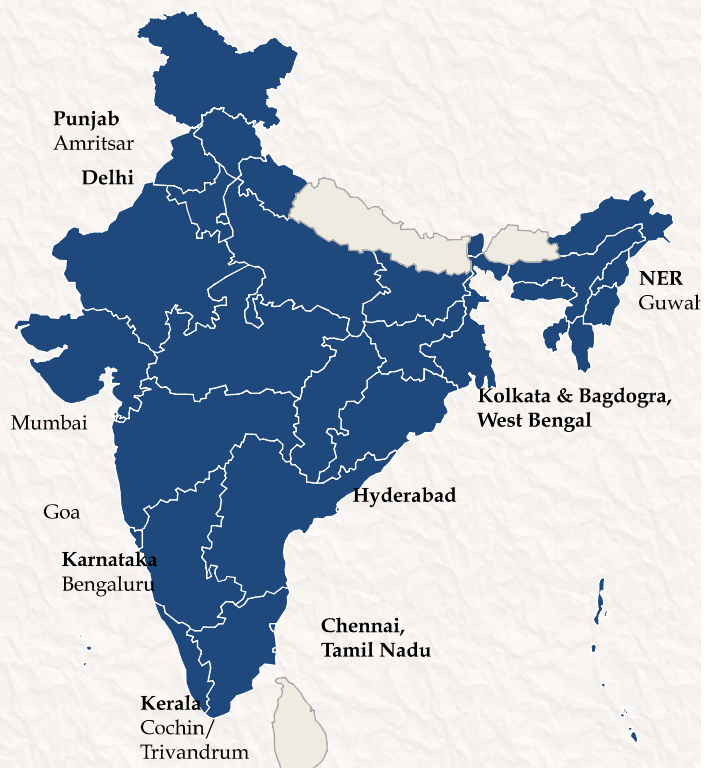 Punjab
Amritsar
Delhi
NER
Guwah
Kolkata & Bagdogra,
West Bengal
Mumbai
Hyderabad
Goa
Karnataka
Bengaluru
Chennai,
Tamil Nadu
Kerala
Cochin/
Trivandrum